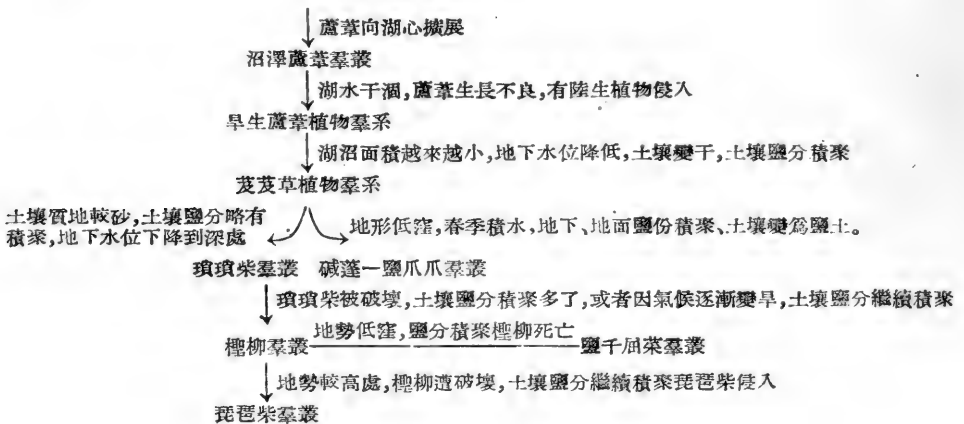 蘆葦向湖心擴展
沼澤蘆葦羣叢
湖水干涸,蘆葦生長不良,有陸生植物侵入
旱生蘆葦植物羣系
湖沼面積越來越小,地下水位降低,土壤變干,土壤鹽分積聚
芨芨草植物羣系
土壤質地較砂,土壤鹽分略有
積聚,地下水位下降到深處
地形低窪,春季積水,地下、地面鹽份積聚、土壤變爲鹽土。
瑣瑣柴羣叢 碱蓬一鹽爪爪羣叢
瑣瑣柴被破壞,土壤鹽分積聚多了,或者因氣候逐漸變旱,土壤鹽分繼續積聚
地勢低窪,鹽分積聚檉柳死亡
檉柳羣叢 鹽千屈菜羣叢
地勢較高處,檉柳遭破壞,土壤鹽分繼續積聚琵琶柴侵入
琵琶柴羣叢